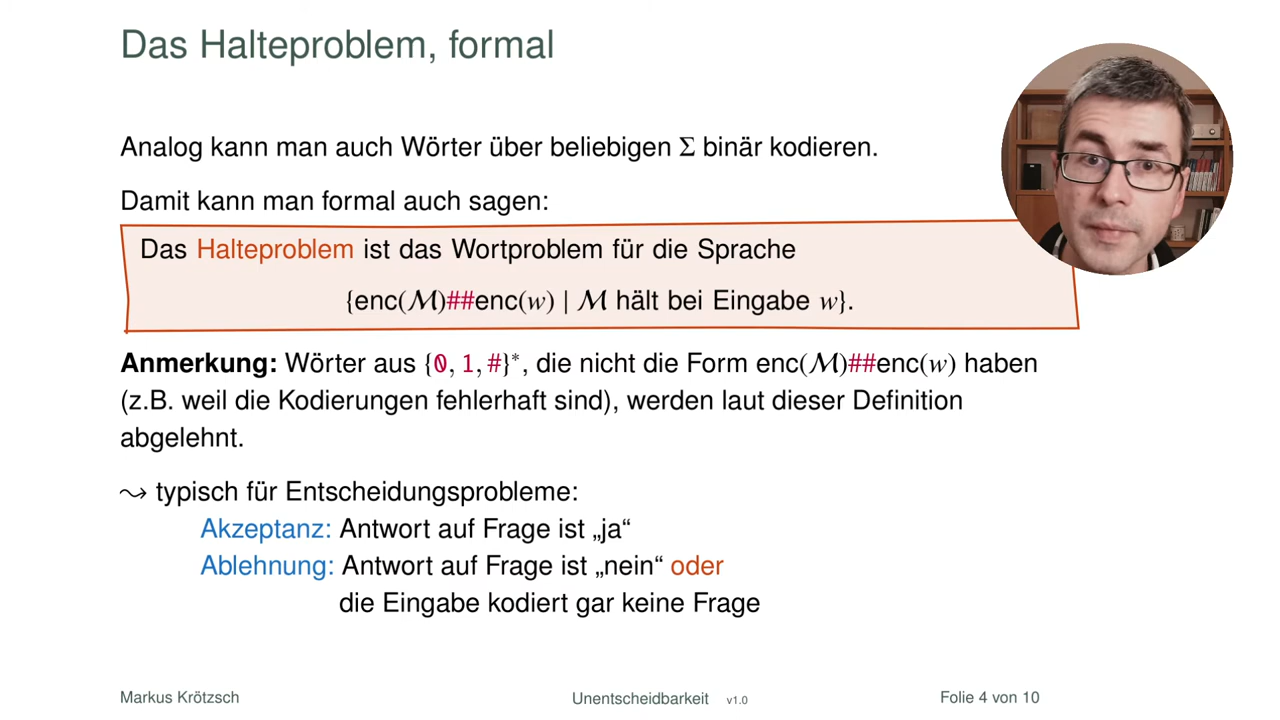 Das Halteproblem, formal
Analog kann man auch Wörter über beliebigen Σ binär kodieren.
Damit kann man formal auch sagen:
Das Halteproblem ist das Wortproblem für die Sprache
{enc(ℳ)##enc(w) | ℳ hält bei Eingabe w}.
Anmerkung: Wörter aus {0, 1, #}*, die nicht die Form enc(ℳ)##enc(w) haben
(z.B. weil die Kodierungen fehlerhaft sind), werden laut dieser Definition
abgelehnt.
⤳ typisch für Entscheidungsprobleme:
Akzeptanz: Antwort auf Frage ist „ja“
Ablehnung: Antwort auf Frage ist „nein“ oder
die Eingabe kodiert gar keine Frage
Markus Krötzsch Unentscheidbarkeit v1.0 Folie 4 von 10